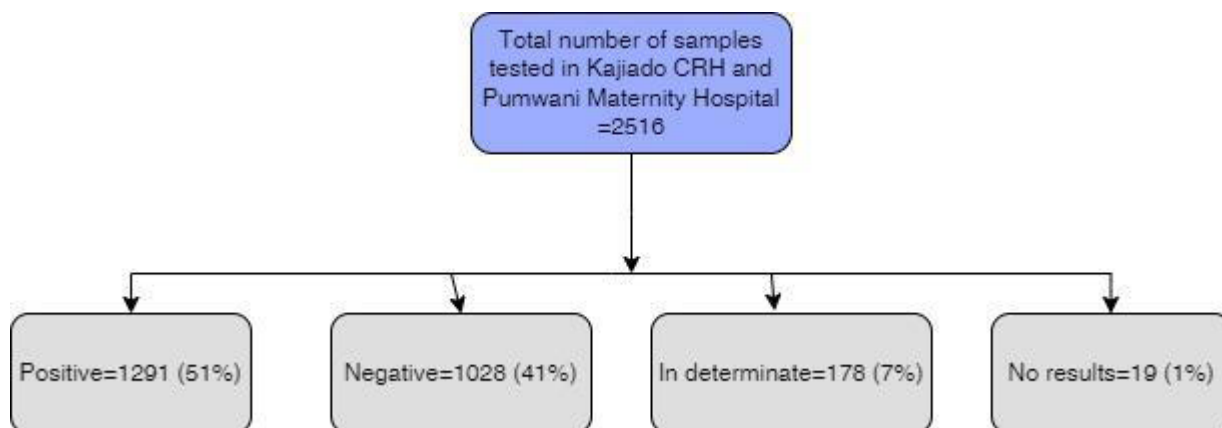 Total number of samples
tested in Kajiado CRH and
Pumwani Maternity Hospital
=2516
Positive=1291 (51%)
Negative=1028 (41%)
In determinate=178 (7%)
No results=19 (1%)